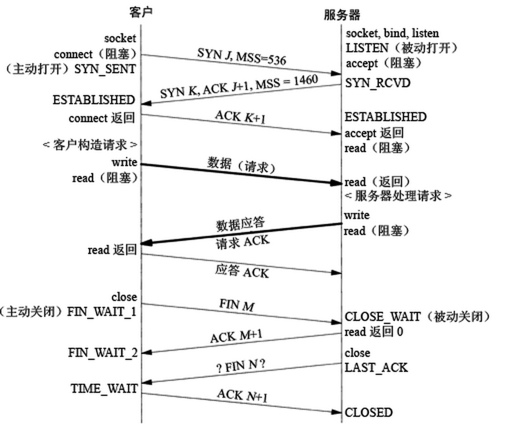 客户
服务器
socket
socket, bind, listen
connect（阻塞）
LISTEN（被动打开）
（主动打开）SYN_SENT
accept（阻塞）
SYN J, MSS=536
SYN_RCVD
SYN K, ACK J+1, MSS = 1460
ESTABLISHED
connect 返回
ACK K+1
ESTABLISHED
accept 返回
read（阻塞）
< 客户构造请求 >
write
read（阻塞）
数据（请求）
read（返回）
< 服务器处理请求 >
write
read（阻塞）
数据应答
请求 ACK
read 返回
应答 ACK
close
（主动关闭）FIN_WAIT_1
FIN M
CLOSE_WAIT（被动关闭）
read 返回 0
ACK M+1
FIN_WAIT_2
close
LAST_ACK
? FIN N ?
TIME_WAIT
ACK N+1
CLOSED